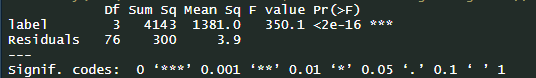 Df Sum Sq Mean Sq F value Pr(>F)
label 3 4143 1381.0 350.1 <2e-16 ***
Residuals 76 300 3.9
---
Signif. codes: 0 ‘***’ 0.001 ‘**’ 0.01 ‘*’ 0.05 ‘.’ 0.1 ‘ ’ 1